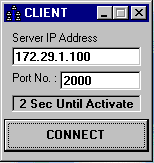 CLIENT
Server IP Address
172.29.1.100
Port No. : 2000
2 Sec Until Activate
CONNECT